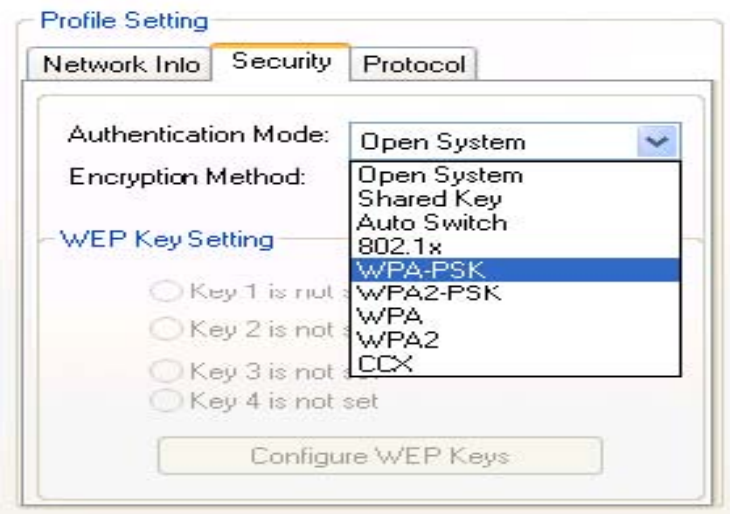 Profile Setting
Network Info Security Protocol
Authentication Mode: Open System
Encryption Method:
Open System
Shared Key
Auto Switch
802.1x
WPA-PSK
WPA2-PSK
WPA
WPA2
CCX
WEP Key Setting
Key 1 is not
Key 2 is not
Key 3 is not
Key 4 is not set
Configure WEP Keys